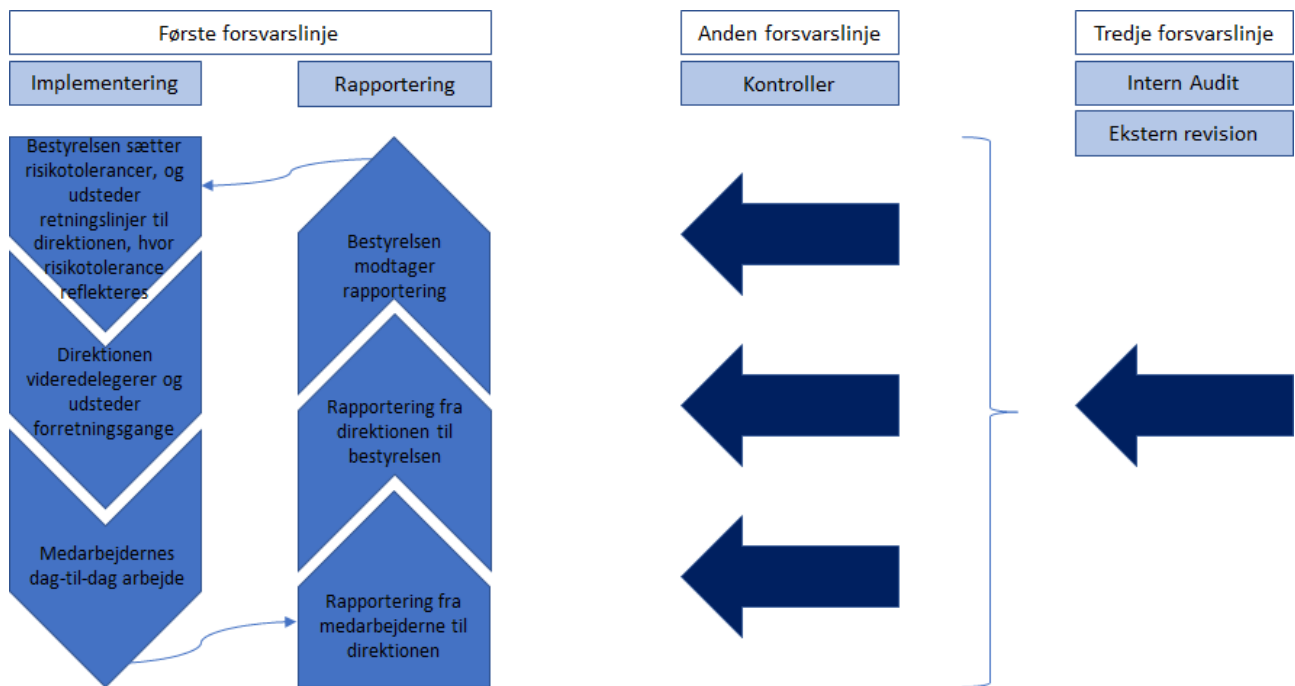 Første forsvarslinje
Anden forsvarslinje
Tredje forsvarslinje
Implementering
Rapportering
Kontroller
Intern Audit
Ekstern revision
Bestyrelsen sætter
risikotolerancer, og
udsteder
retningslinjer til
direktionen, hvor
risikotolerance
reflekteres
Direktionen
videredelegerer og
udsteder
forretningsgange
Medarbejdernes
dag-til-dag arbejde
Bestyrelsen
modtager
rapportering
Rapportering fra
direktionen til
bestyrelsen
Rapportering fra
medarbejderne til
direktionen